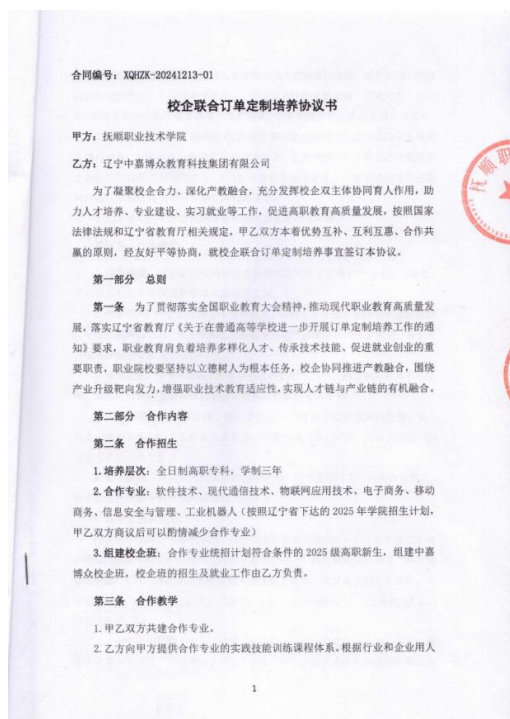 合同编号：XQHZK-20241213-01
校企联合订单定制培养协议书
甲方：抚顺职业技术学院
乙方：辽宁中嘉博众教育科技集团有限公司
为了凝聚校企合力、深化产教融合，充分发挥校企双主体协同育人作用，助
力人才培养、专业建设、实习就业等工作，促进高职教育高质量发展，按照国家
法律法规和辽宁省教育厅相关规定，甲乙双方本着优势互补、互利互惠、合作共
赢的原则，经友好平等协商，就校企联合订单定制培养事宜签订本协议。
第一部分 总则
第一条 为了贯彻落实全国职业教育大会精神，推动现代职业教育高质量发
展，落实辽宁省教育厅《关于在普通高等学校进一步开展订单定制培养工作的通
知》要求，职业教育肩负着培养多样化人才、传承技术技能、促进就业创业的重
要职责，职业院校要坚持以立德树人为根本任务，校企协同推进产教融合，围绕
产业升级靶向发力，增强职业技术教育适应性，实现人才链与产业链的有机融合。
第二部分 合作内容
第二条 合作招生
1.培养层次：全日制高职专科，学制三年
2.合作专业：软件技术、现代通信技术、物联网应用技术、电子商务、移动
商务、信息安全与管理、工业机器人（按照辽宁省下达的 2025 年学院招生计划，
甲乙双方商议后可以酌情减少合作专业）
3.组建校企班：合作专业统招计划符合条件的 2025 级高职新生，组建中嘉
博众校企班，校企班的招生及就业工作由乙方负责。
第三条 合作教学
1.甲乙双方共建合作专业。
2.乙方向甲方提供合作专业的实践技能训练课程体系。根据行业和企业用人
1
抚顺职